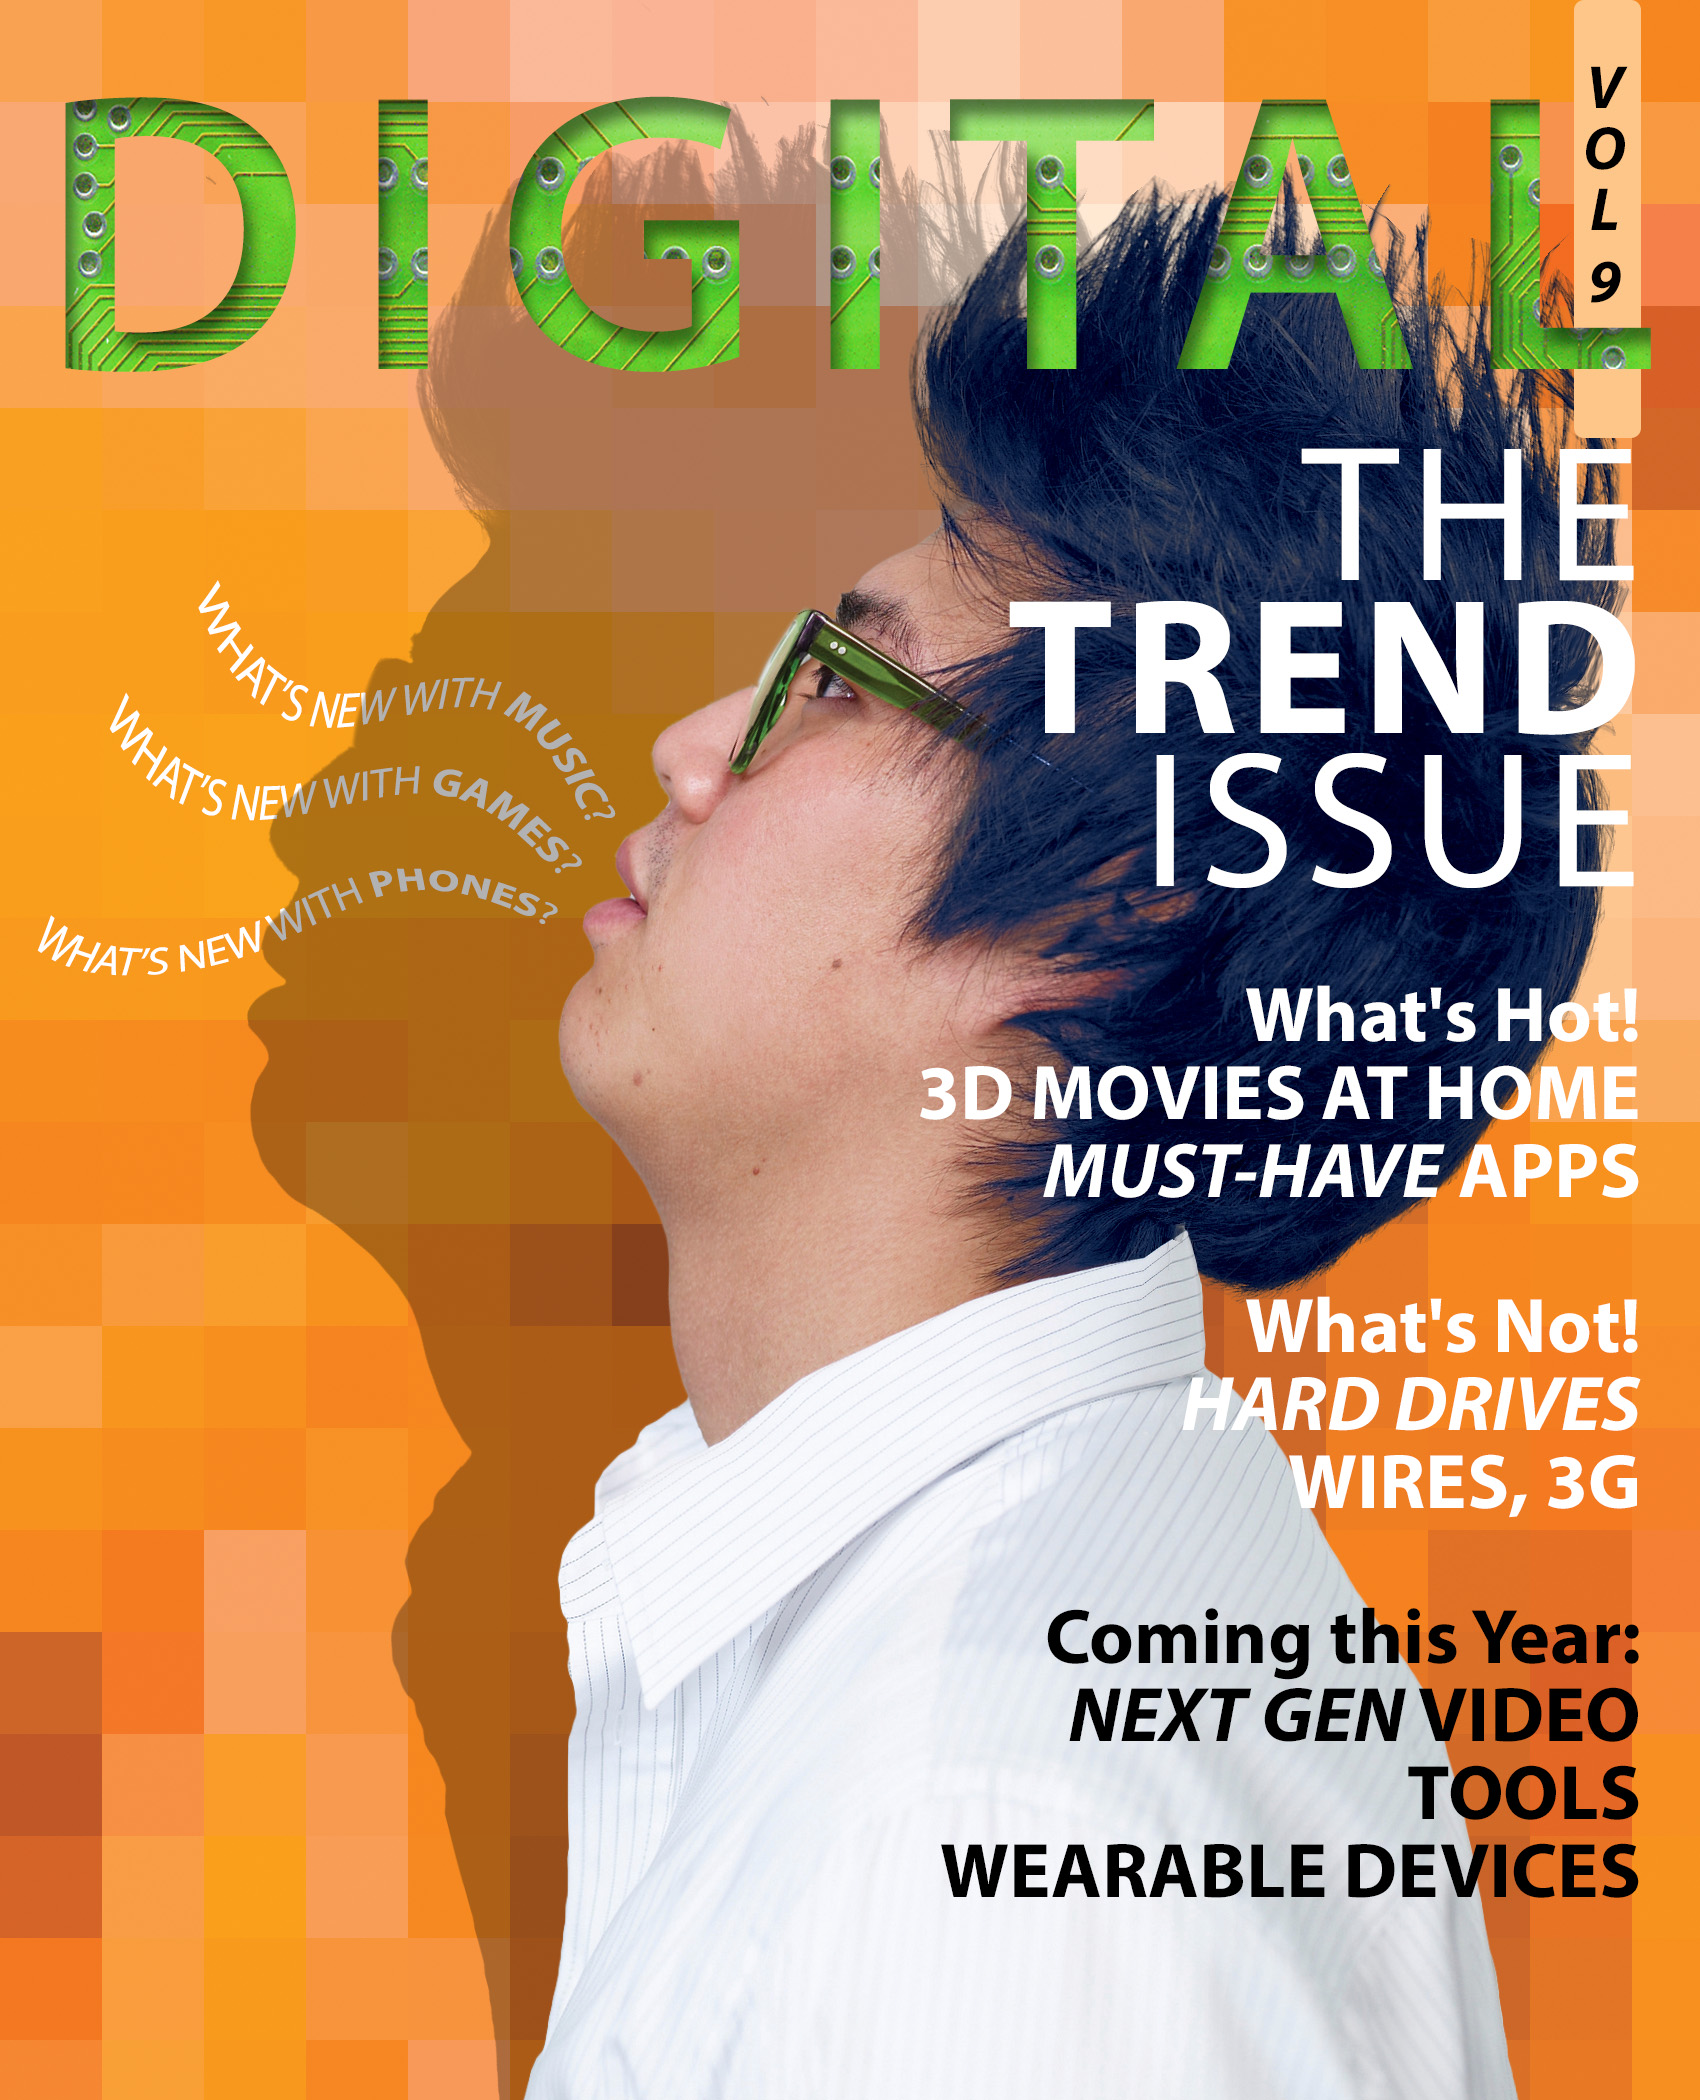 DIGITAL
VOL 9
THE
TREND
ISSUE
WHAT'S NEW WITH MUSIC?
WHAT'S NEW WITH GAMES?
WHAT'S NEW WITH PHONES?
What's Hot!
3D MOVIES AT HOME
MUST-HAVE APPS
What's Not!
HARD DRIVES
WIRES, 3G
Coming this Year:
NEXT GEN VIDEO
TOOLS
WEARABLE DEVICES